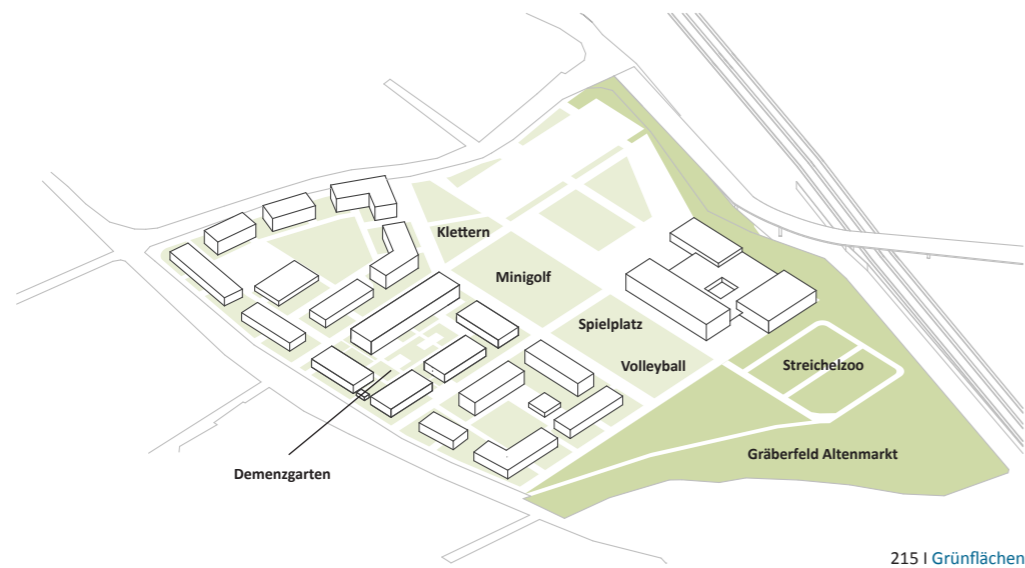 Klettern
Minigolf
Spielplatz
Volleyball
Streichelzoo
Gräberfeld Altenmarkt
Demenzgarten
215 I Grünflächen